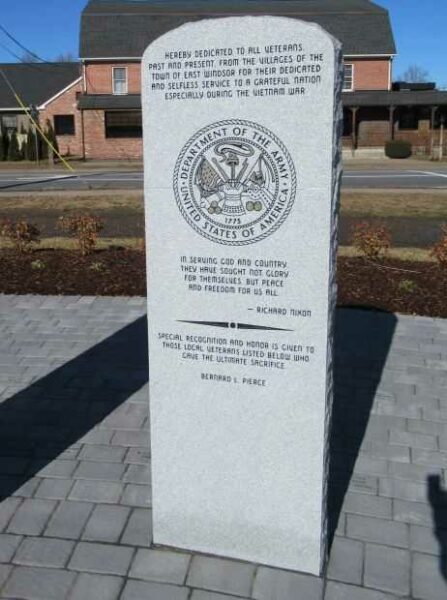 HEREBY DEDICATED TO ALL VETERANS,
PAST AND PRESENT, FROM THE VILLAGES OF THE
TOWN OF EAST WINDSOR FOR THEIR DEDICATED
AND SELFLESS SERVICE TO A GRATEFUL NATION
ESPECIALLY DURING THE VIETNAM WAR
DEPARTMENT OF THE ARMY
UNITED STATES OF AMERICA
1775
IN SERVING GOD AND COUNTRY,
THEY HAVE SOUGHT NOT GLORY
FOR THEMSELVES, BUT PEACE
AND FREEDOM FOR US ALL.
— RICHARD NIXON
SPECIAL RECOGNITION AND HONOR IS GIVEN TO
THOSE LOCAL VETERANS LISTED BELOW WHO
GAVE THE ULTIMATE SACRIFICE
BERNARD L. PIERCE